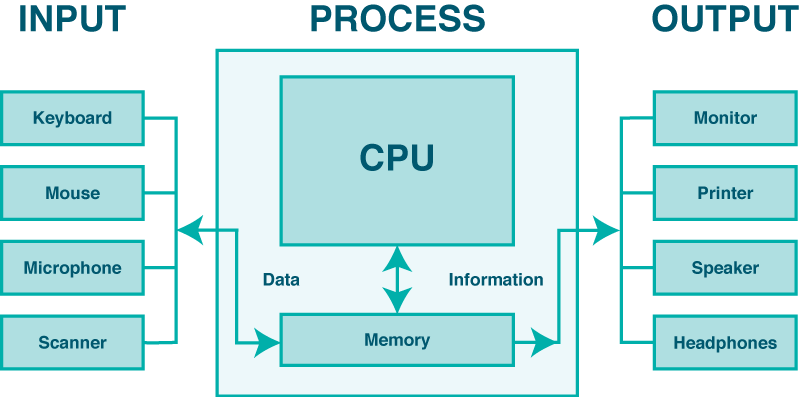 INPUT
PROCESS
OUTPUT
Keyboard
Mouse
Microphone
Scanner
CPU
Data
Information
Memory
Monitor
Printer
Speaker
Headphones